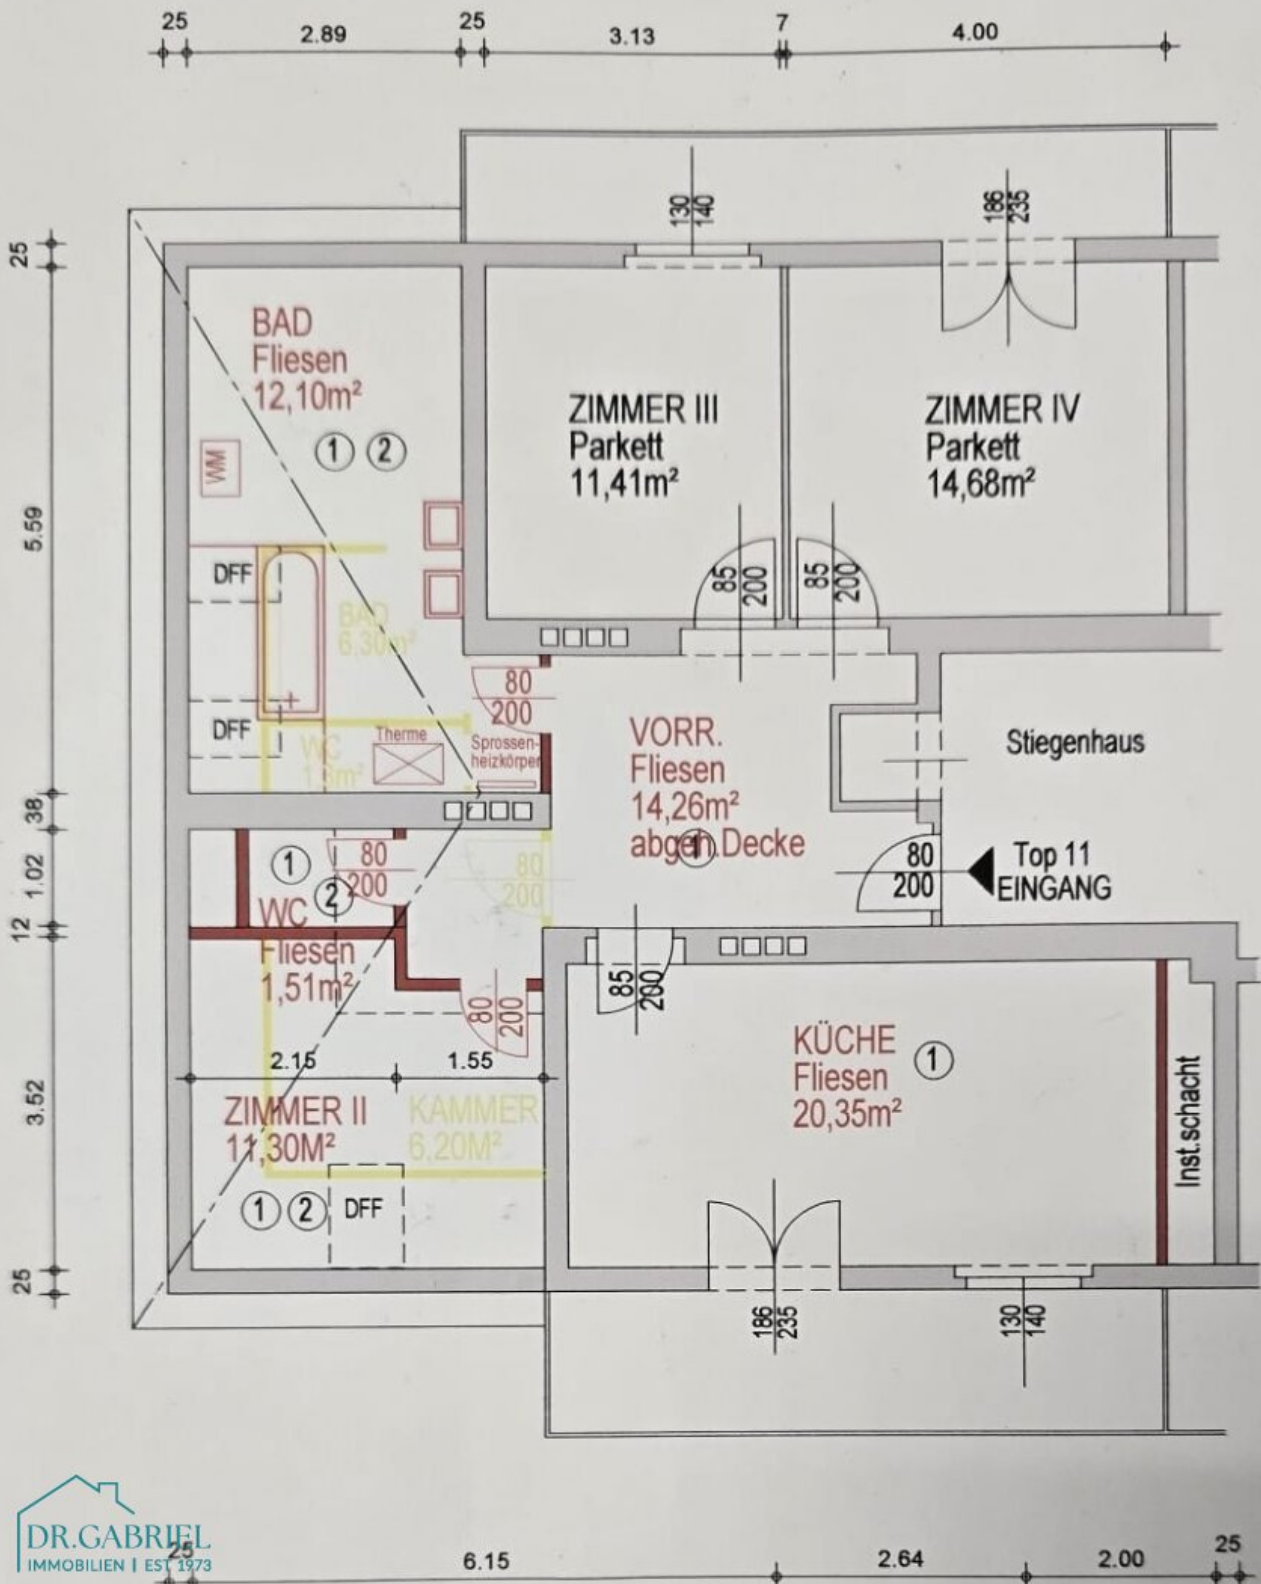 25
2.89
25
3.13
7
4.00
130
140
186
235
25
5.59
38
1.02
12
3.52
25
BAD
Fliesen
12,10m²
1 2
WM
ZIMMER III
Parkett
11,41m²
ZIMMER IV
Parkett
14,68m²
DFF
DFF
BAD
6,30m²
85
200
85
200
80
200
WC
Therme
Sprossen-
heizkörper
VORR.
Fliesen
14,26m²
abgeh.Decke
1
Stiegenhaus
Top 11
EINGANG
80
200
1
2
80
200
80
200
WC
Fliesen
1,51m²
80
200
85
200
2.15
1.55
ZIMMER II
11,30M²
KAMMER
6,20m²
1 2
DFF
KÜCHE
Fliesen
20,35m²
1
Inst.schacht
186
235
130
140
DR.GABRIEL
IMMOBILIEN | EST 1973
25
6.15
2.64
2.00
25